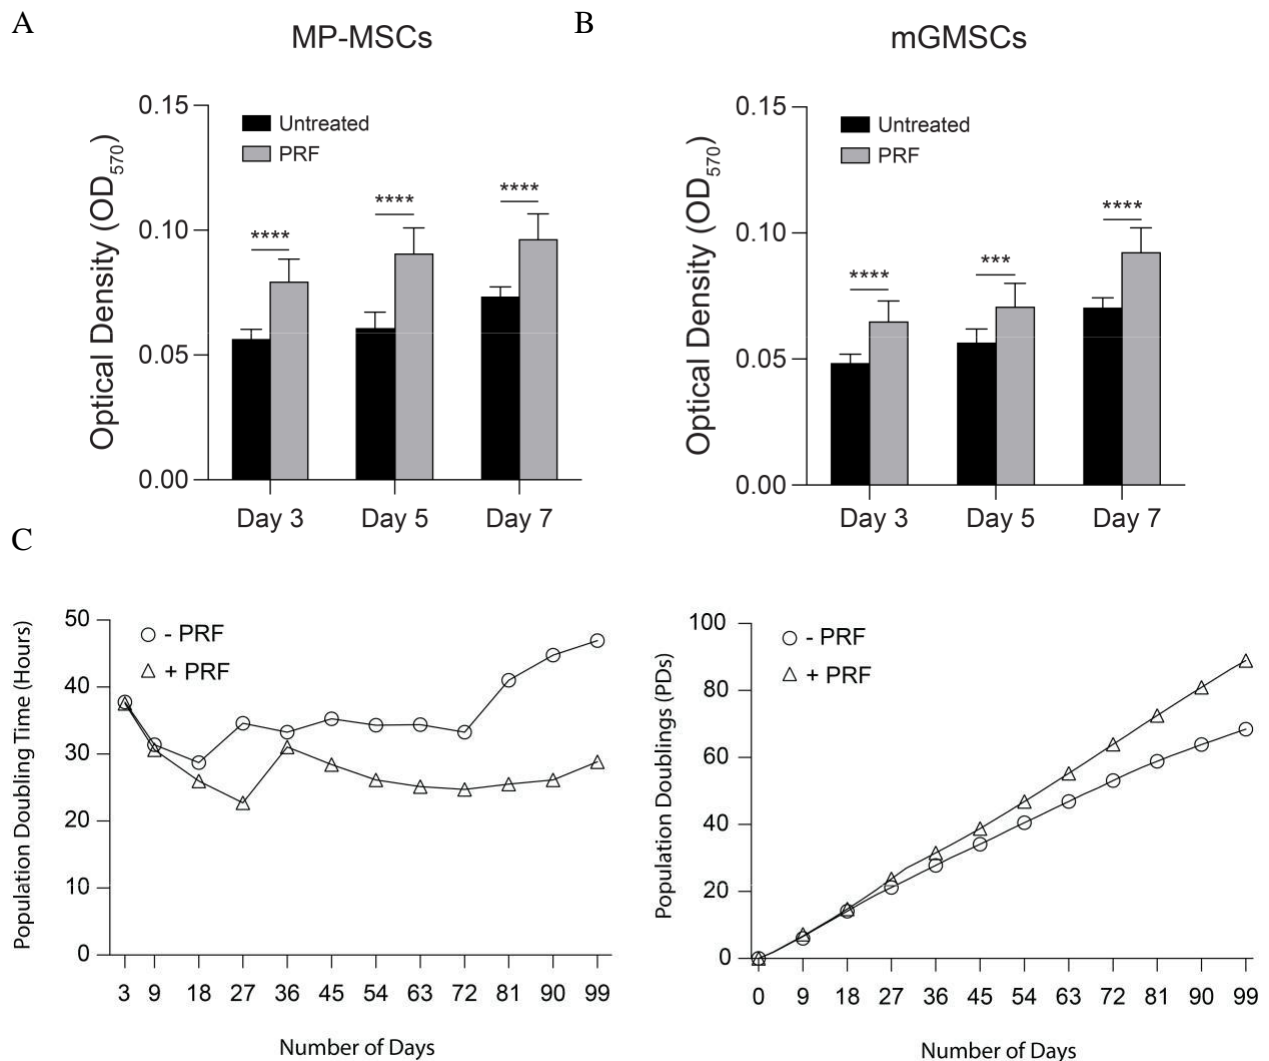 A
MP-MSCs
0.15
0.10
0.05
0.00
Optical Density (OD570)
Untreated
PRF
****
****
****
Day 3
Day 5
Day 7
B
mGMSCs
0.15
0.10
0.05
0.00
Optical Density (OD570)
Untreated
PRF
****
***
****
Day 3
Day 5
Day 7
C
50
40
30
20
10
0
Population Doubling Time (Hours)
- PRF
+ PRF
3 9 18 27 36 45 54 63 72 81 90 99
Number of Days
100
80
60
40
20
0
Population Doublings (PDs)
- PRF
+ PRF
0 9 18 27 36 45 54 63 72 81 90 99
Number of Days